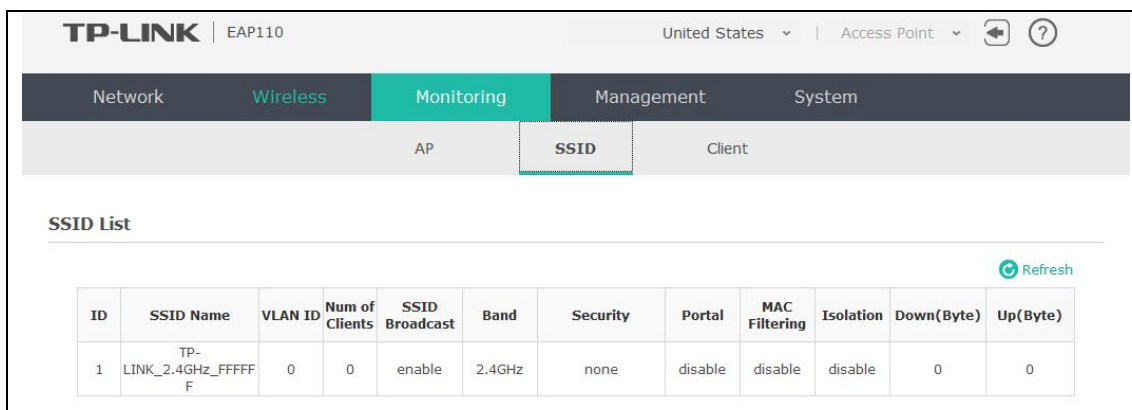 TP-LINK | EAP110 United States | Access Point ?
Network Wireless Monitoring Management System
AP SSID Client
SSID List
Refresh
ID SSID Name VLAN ID Num of Clients SSID Broadcast Band Security Portal MAC Filtering Isolation Down(Byte) Up(Byte)
1 TP-LINK_2.4GHz_FFFFFF 0 0 enable 2.4GHz none disable disable disable 0 0